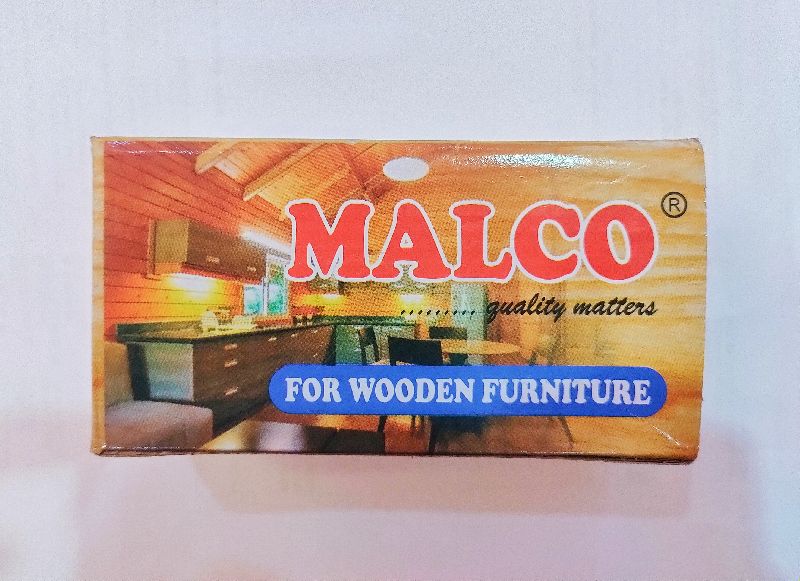 MALCO®
......... quality matters
FOR WOODEN FURNITURE